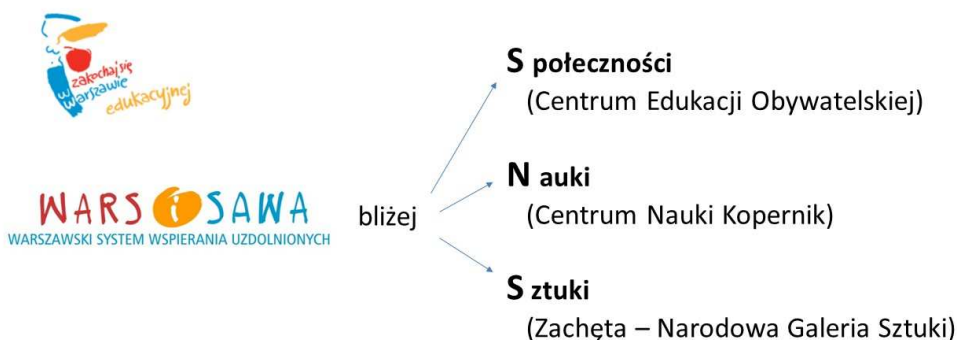 zakochaj się
w
warszawie
edukacyjnej
WARS i SAWA
WARSZAWSKI SYSTEM WSPIERANIA UZDOLNIONYCH
bliżej
S połeczności
(Centrum Edukacji Obywatelskiej)
N auki
(Centrum Nauki Kopernik)
S ztuki
(Zachęta – Narodowa Galeria Sztuki)